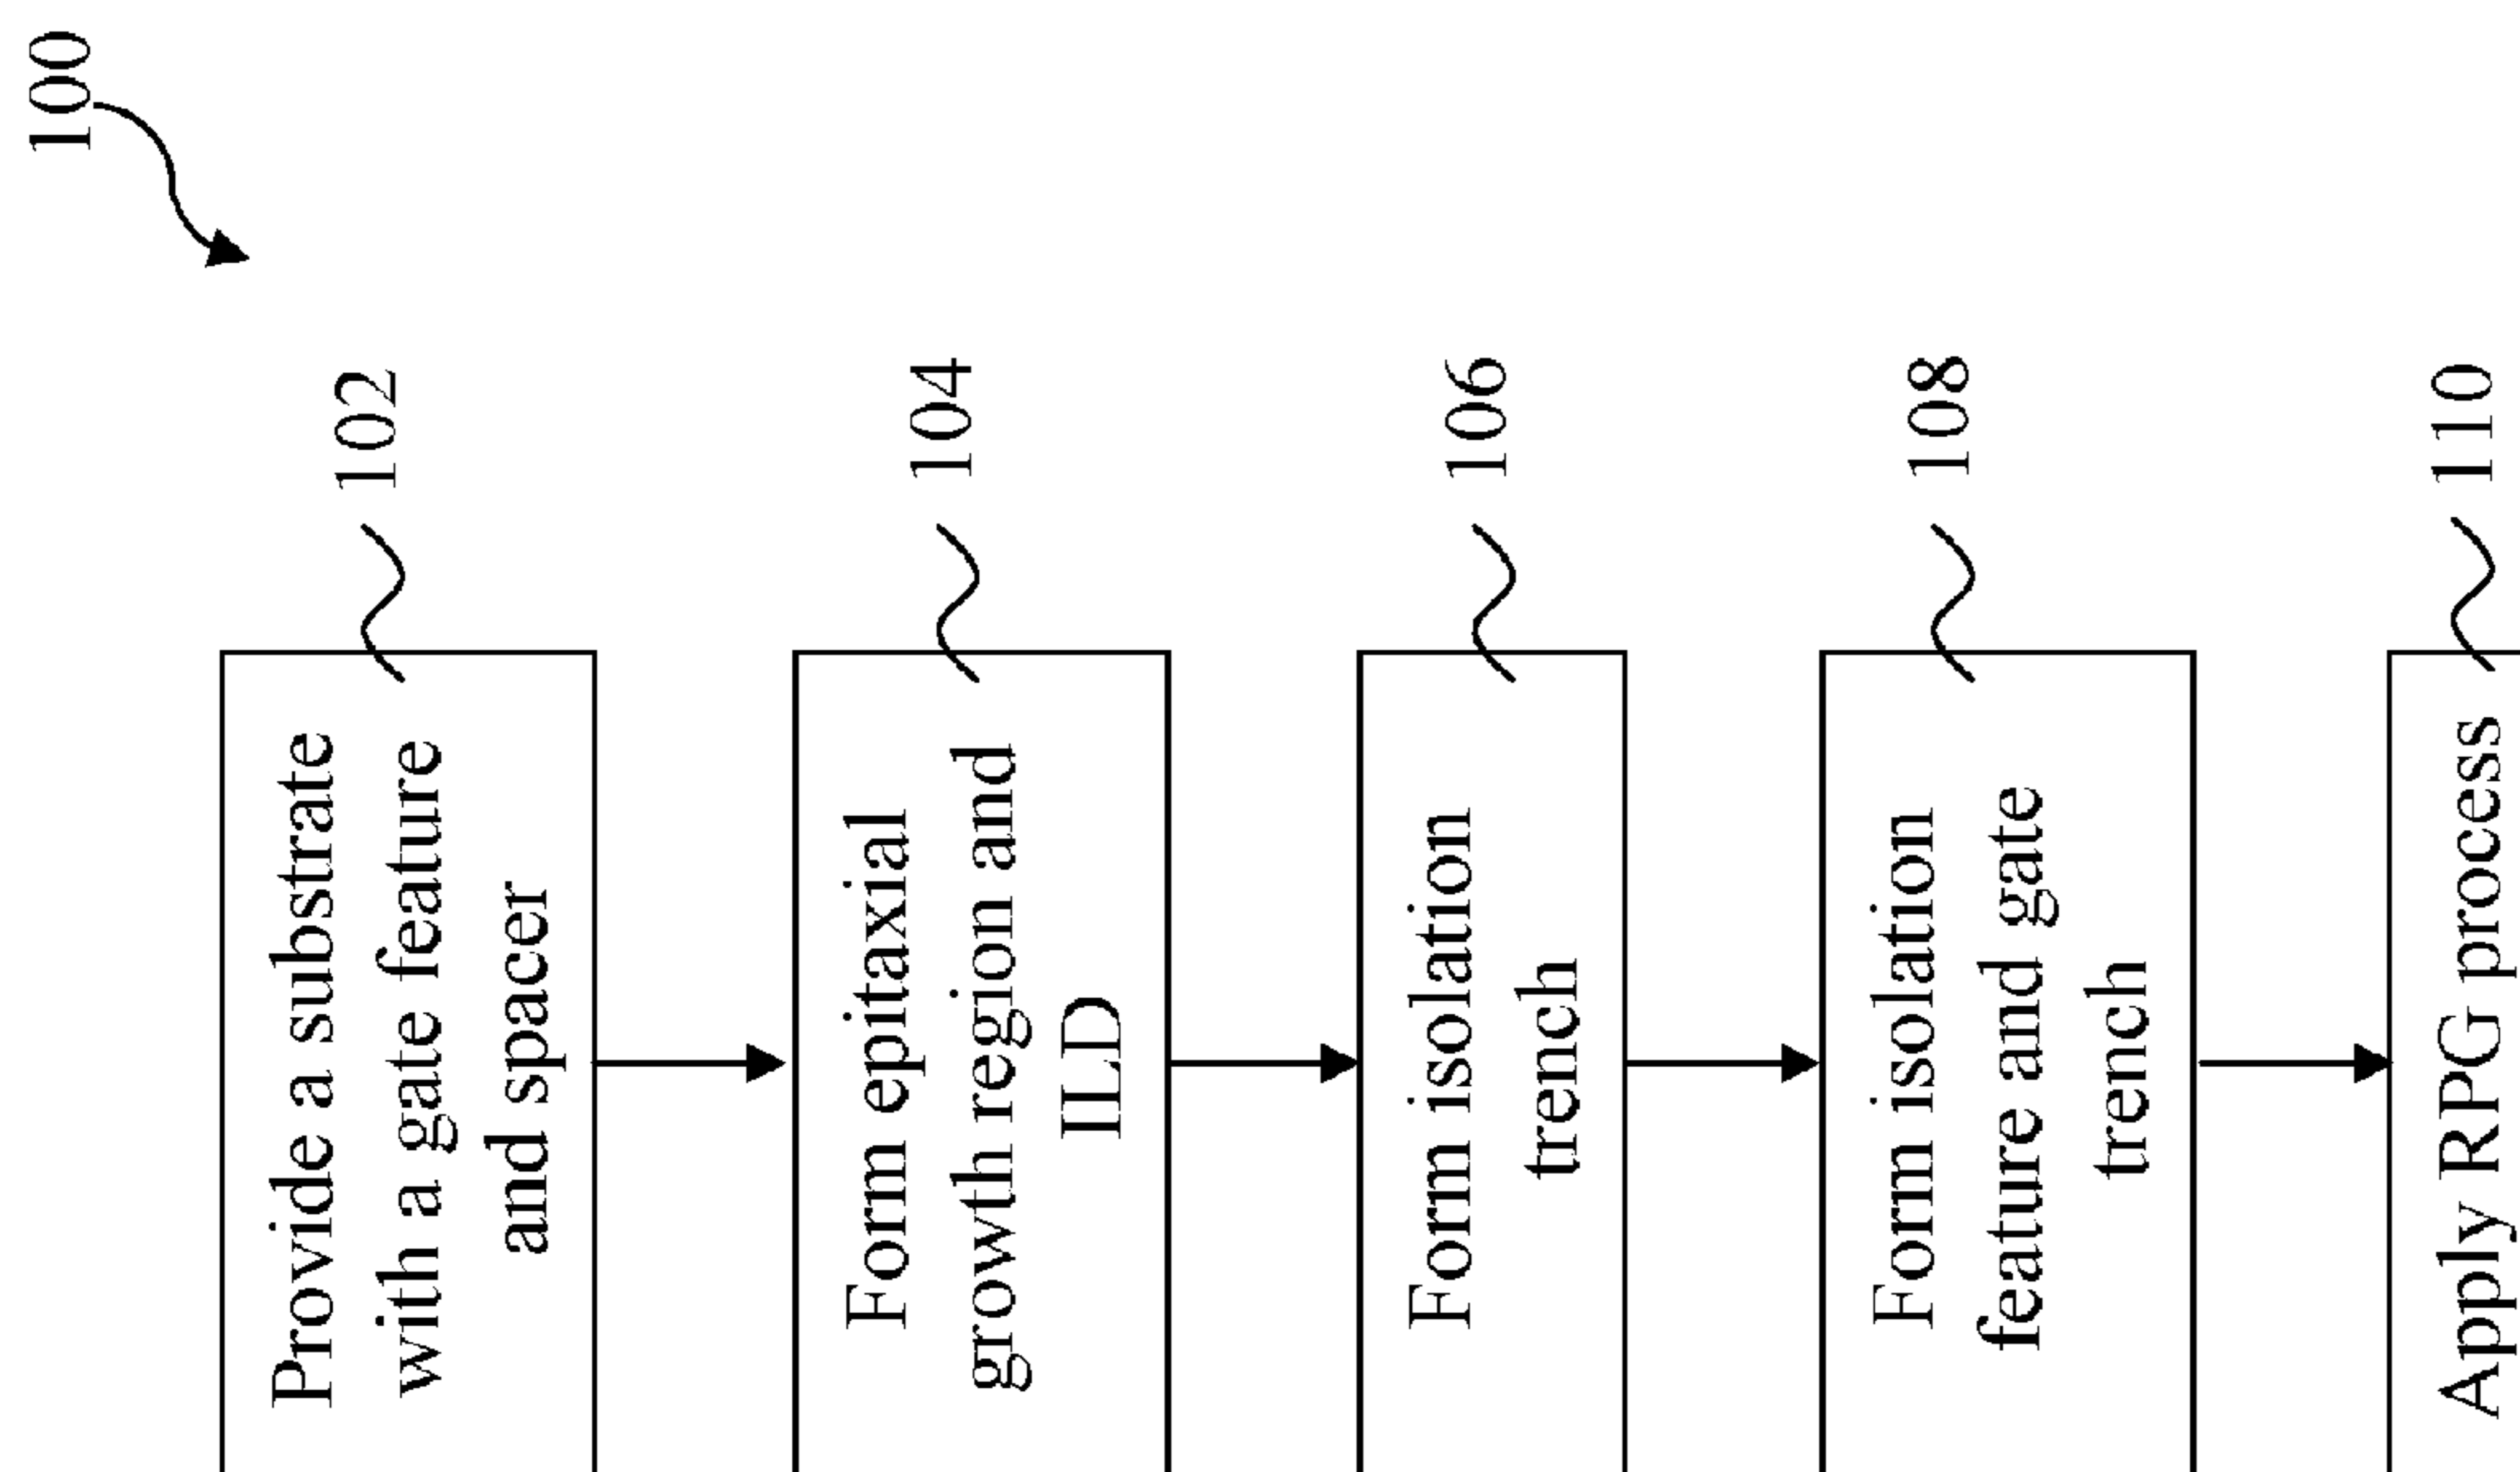 100
Provide a substrate
with a gate feature
and spacer
102
Form epitaxial
growth region and
ILD
104
Form isolation
trench
106
Form isolation
feature and gate
trench
108
Apply RPG process
110